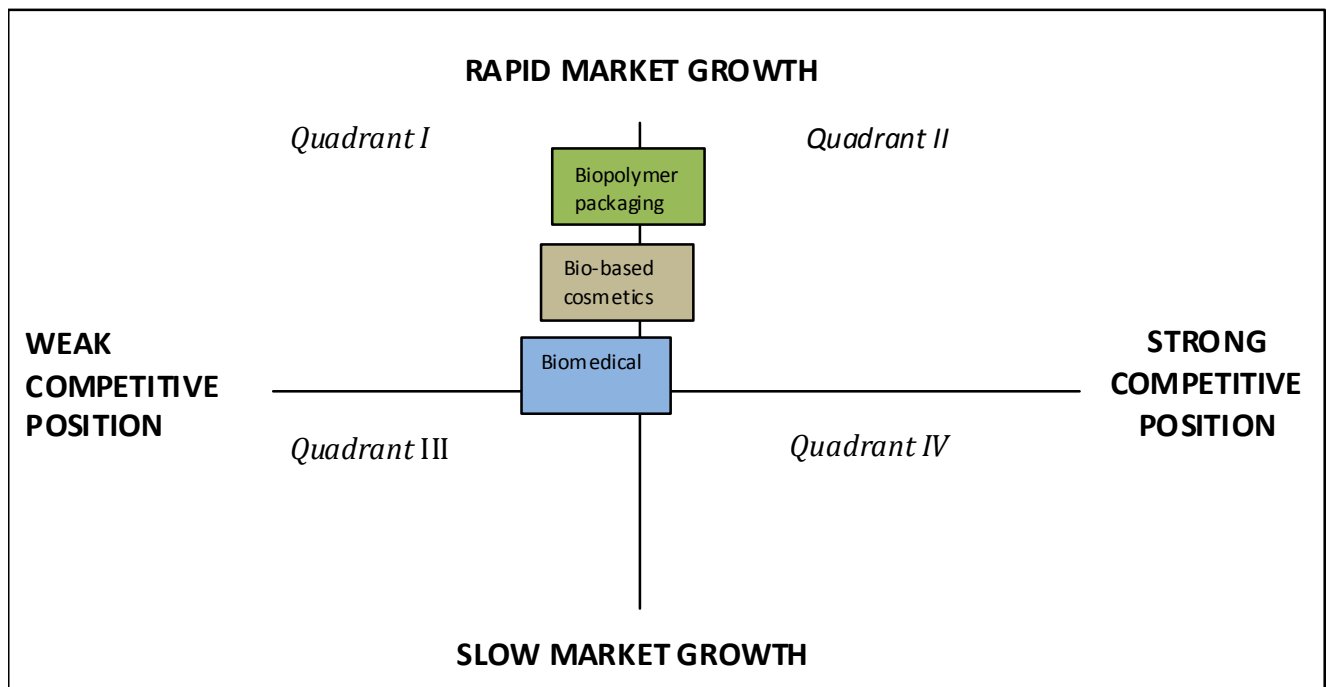 RAPID MARKET GROWTH
Quadrant I
Quadrant II
Biopolymer
packaging
Bio-based
cosmetics
WEAK
COMPETITIVE
POSITION
Biomedical
STRONG
COMPETITIVE
POSITION
Quadrant III
Quadrant IV
SLOW MARKET GROWTH